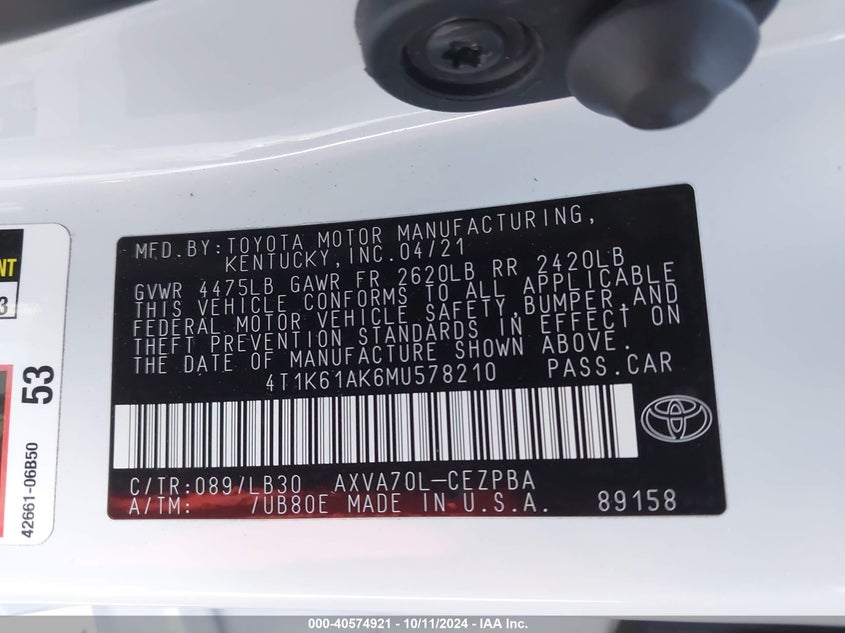 MFD.BY:TOYOTA MOTOR MANUFACTURING,
KENTUCKY, INC.04/21
GVWR 4475LB GAWR FR 2620LB RR 2420LB
THIS VEHICLE CONFORMS TO ALL APPLICABLE
FEDERAL MOTOR VEHICLE SAFETY,BUMPER,AND
THEFT PREVENTION STANDARDS IN EFFECT ON
THE DATE OF MANUFACTURE SHOWN ABOVE.
4T1K61AK6MU578210 PASS.CAR
C/TR:089/LB30 AXVA70L-CEZPBA
A/TM: 7UB80E MADE IN U.S.A. 89158
NT
3
53
42661-06B50
000-40574921 - 10/11/2024 - IAA Inc.